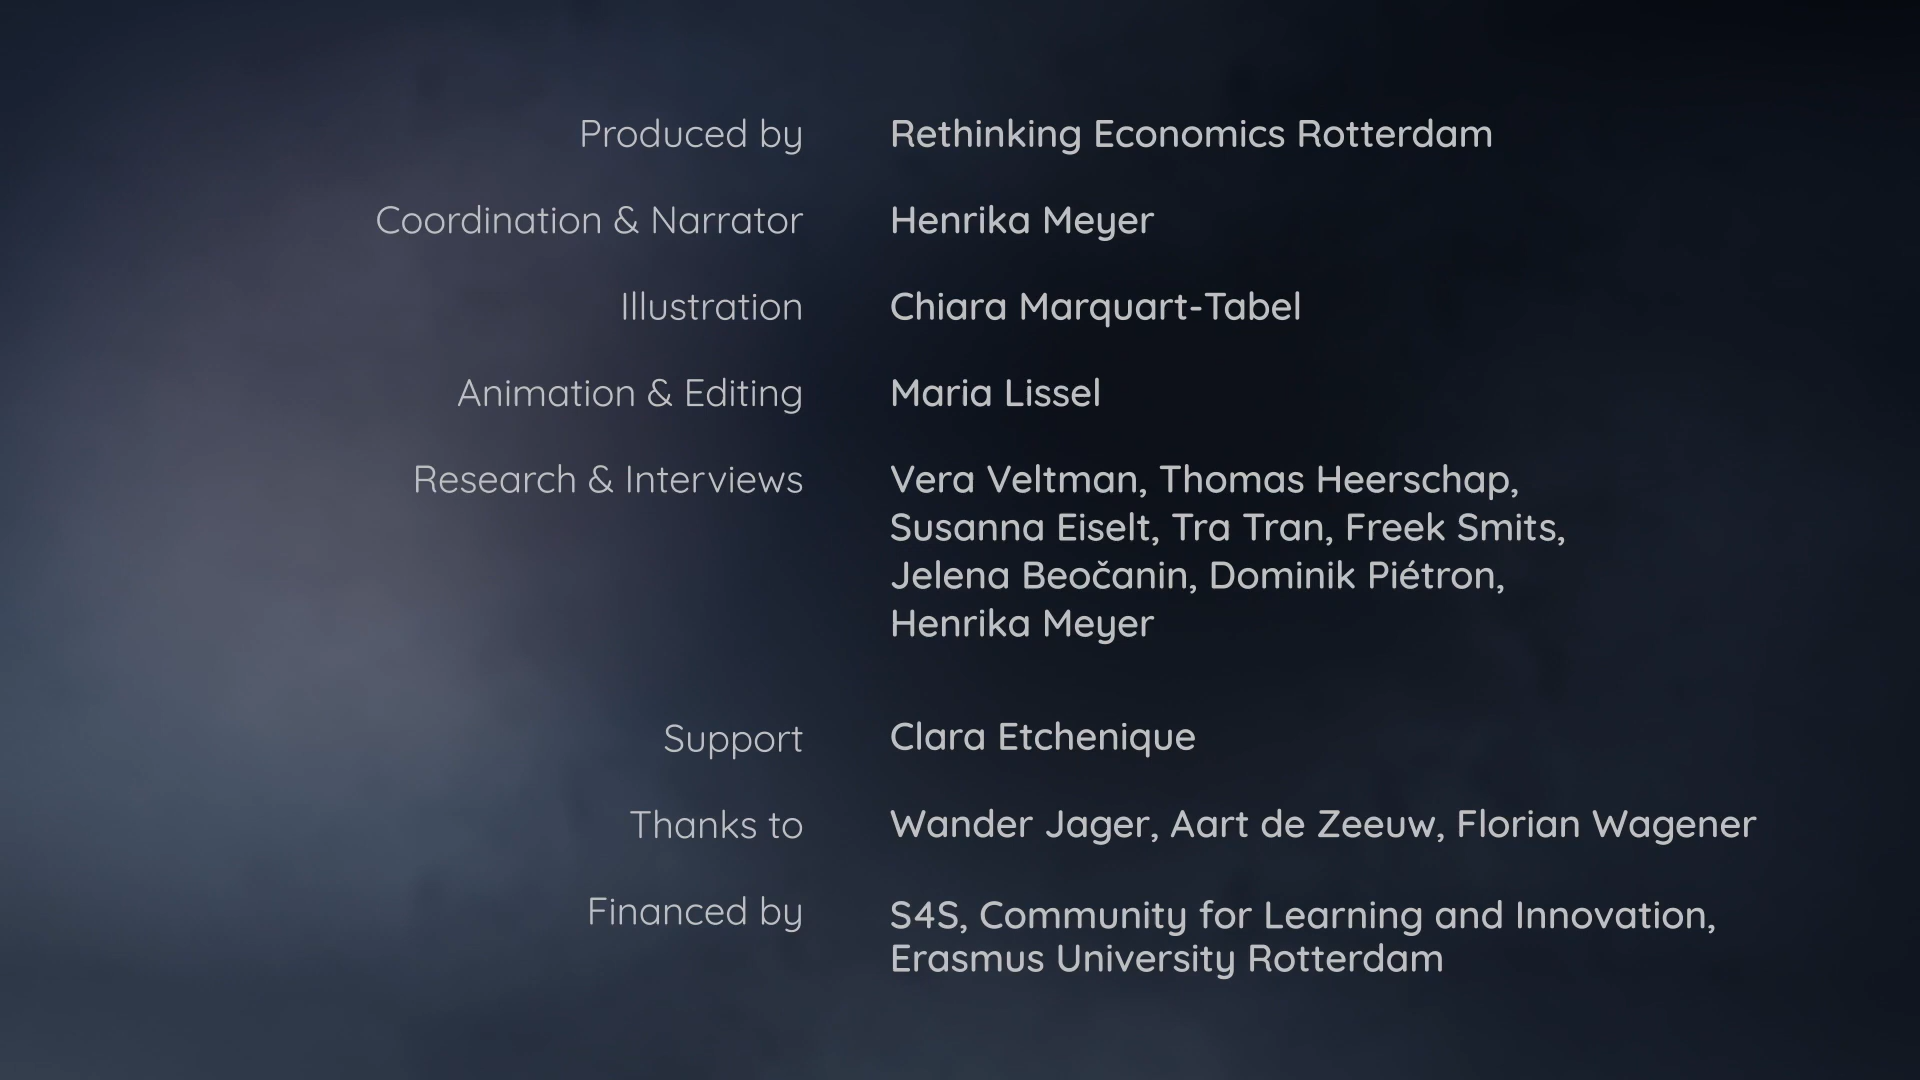 Produced by Rethinking Economics Rotterdam
Coordination & Narrator Henrika Meyer
Illustration Chiara Marquart-Tabel
Animation & Editing Maria Lissel
Research & Interviews Vera Veltman, Thomas Heerschap,
Susanna Eiselt, Tra Tran, Freek Smits,
Jelena Beočanin, Dominik Piétron,
Henrika Meyer
Support Clara Etchenique
Thanks to Wander Jager, Aart de Zeeuw, Florian Wagener
Financed by S4S, Community for Learning and Innovation,
Erasmus University Rotterdam